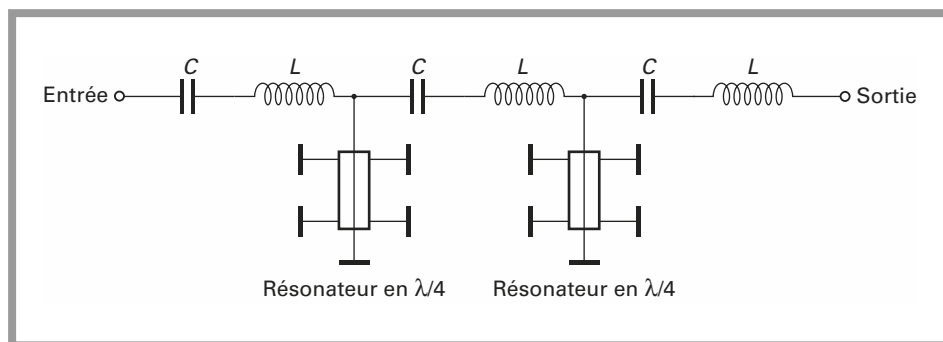 C L C L C L
Entrée Sortie
Résonateur en λ/4 Résonateur en λ/4